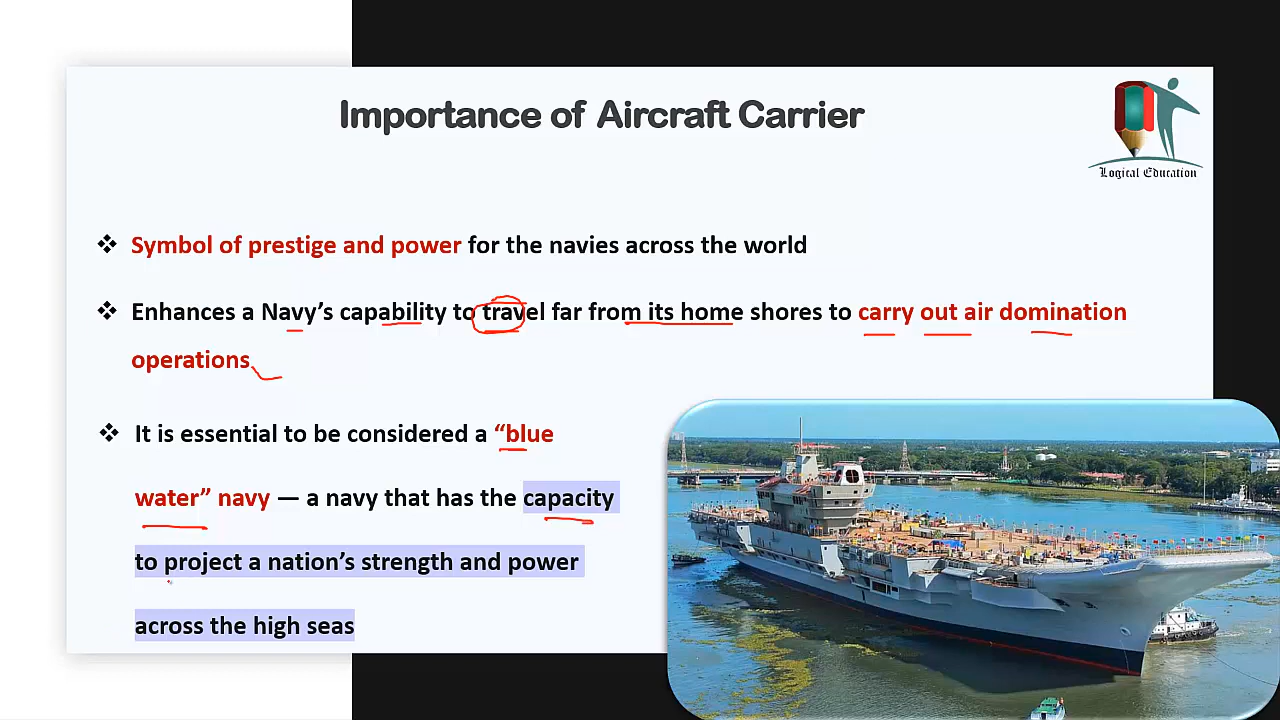 Importance of Aircraft Carrier
Logical Education
❖ Symbol of prestige and power for the navies across the world
❖ Enhances a Navy’s capability to travel far from its home shores to carry out air domination
operations
❖ It is essential to be considered a “blue
water” navy — a navy that has the capacity
to project a nation’s strength and power
across the high seas